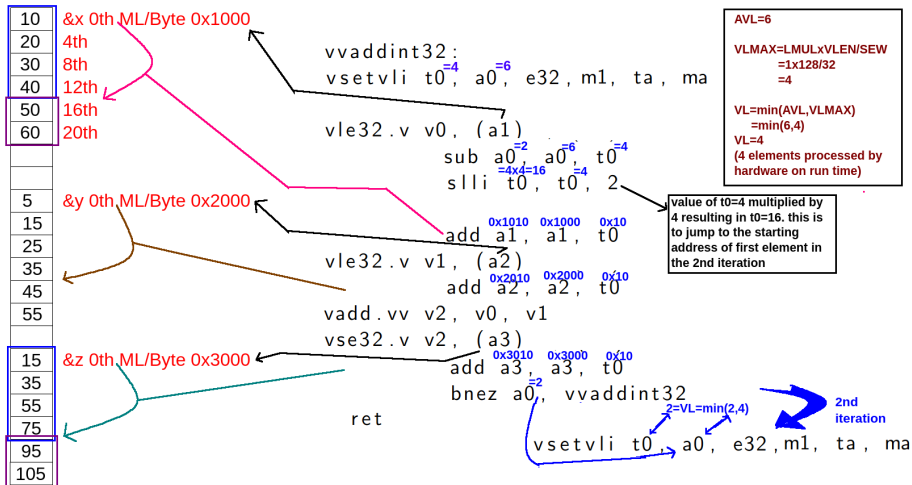 10 &x 0th ML/Byte 0x1000
20 4th
30 8th
40 12th
50 16th
60 20th
5 &y 0th ML/Byte 0x2000
15
25
35
45
55
15 &z 0th ML/Byte 0x3000
35
55
75
95
105
vvaddint32:
=4 =6
vsetvli t0, a0, e32,m1, ta, ma
vle32.v v0, (a1)
=2 =6 =4
sub a0, a0, t0
=4x4=16 =4
slli t0, t0, 2
0x1010 0x1000 0x10
add a1, a1, t0
vle32.v v1, (a2)
0x2010 0x2000 0x10
add a2, a2, t0
vadd.vv v2, v0, v1
vse32.v v2, (a3)
0x3010 0x3000 0x10
add a3, a3, t0
=2
bnez a0, vvaddint32
ret
2=VL=min(2,4)
vsetvli t0, a0, e32,m1, ta, ma
2nd
iteration
AVL=6
VLMAX=LMULxVLEN/SEW
=1x128/32
=4
VL=min(AVL,VLMAX)
=min(6,4)
VL=4
(4 elements processed by
hardware on run time)
value of t0=4 multiplied by
4 resulting in t0=16. this is
to jump to the starting
address of first element in
the 2nd iteration